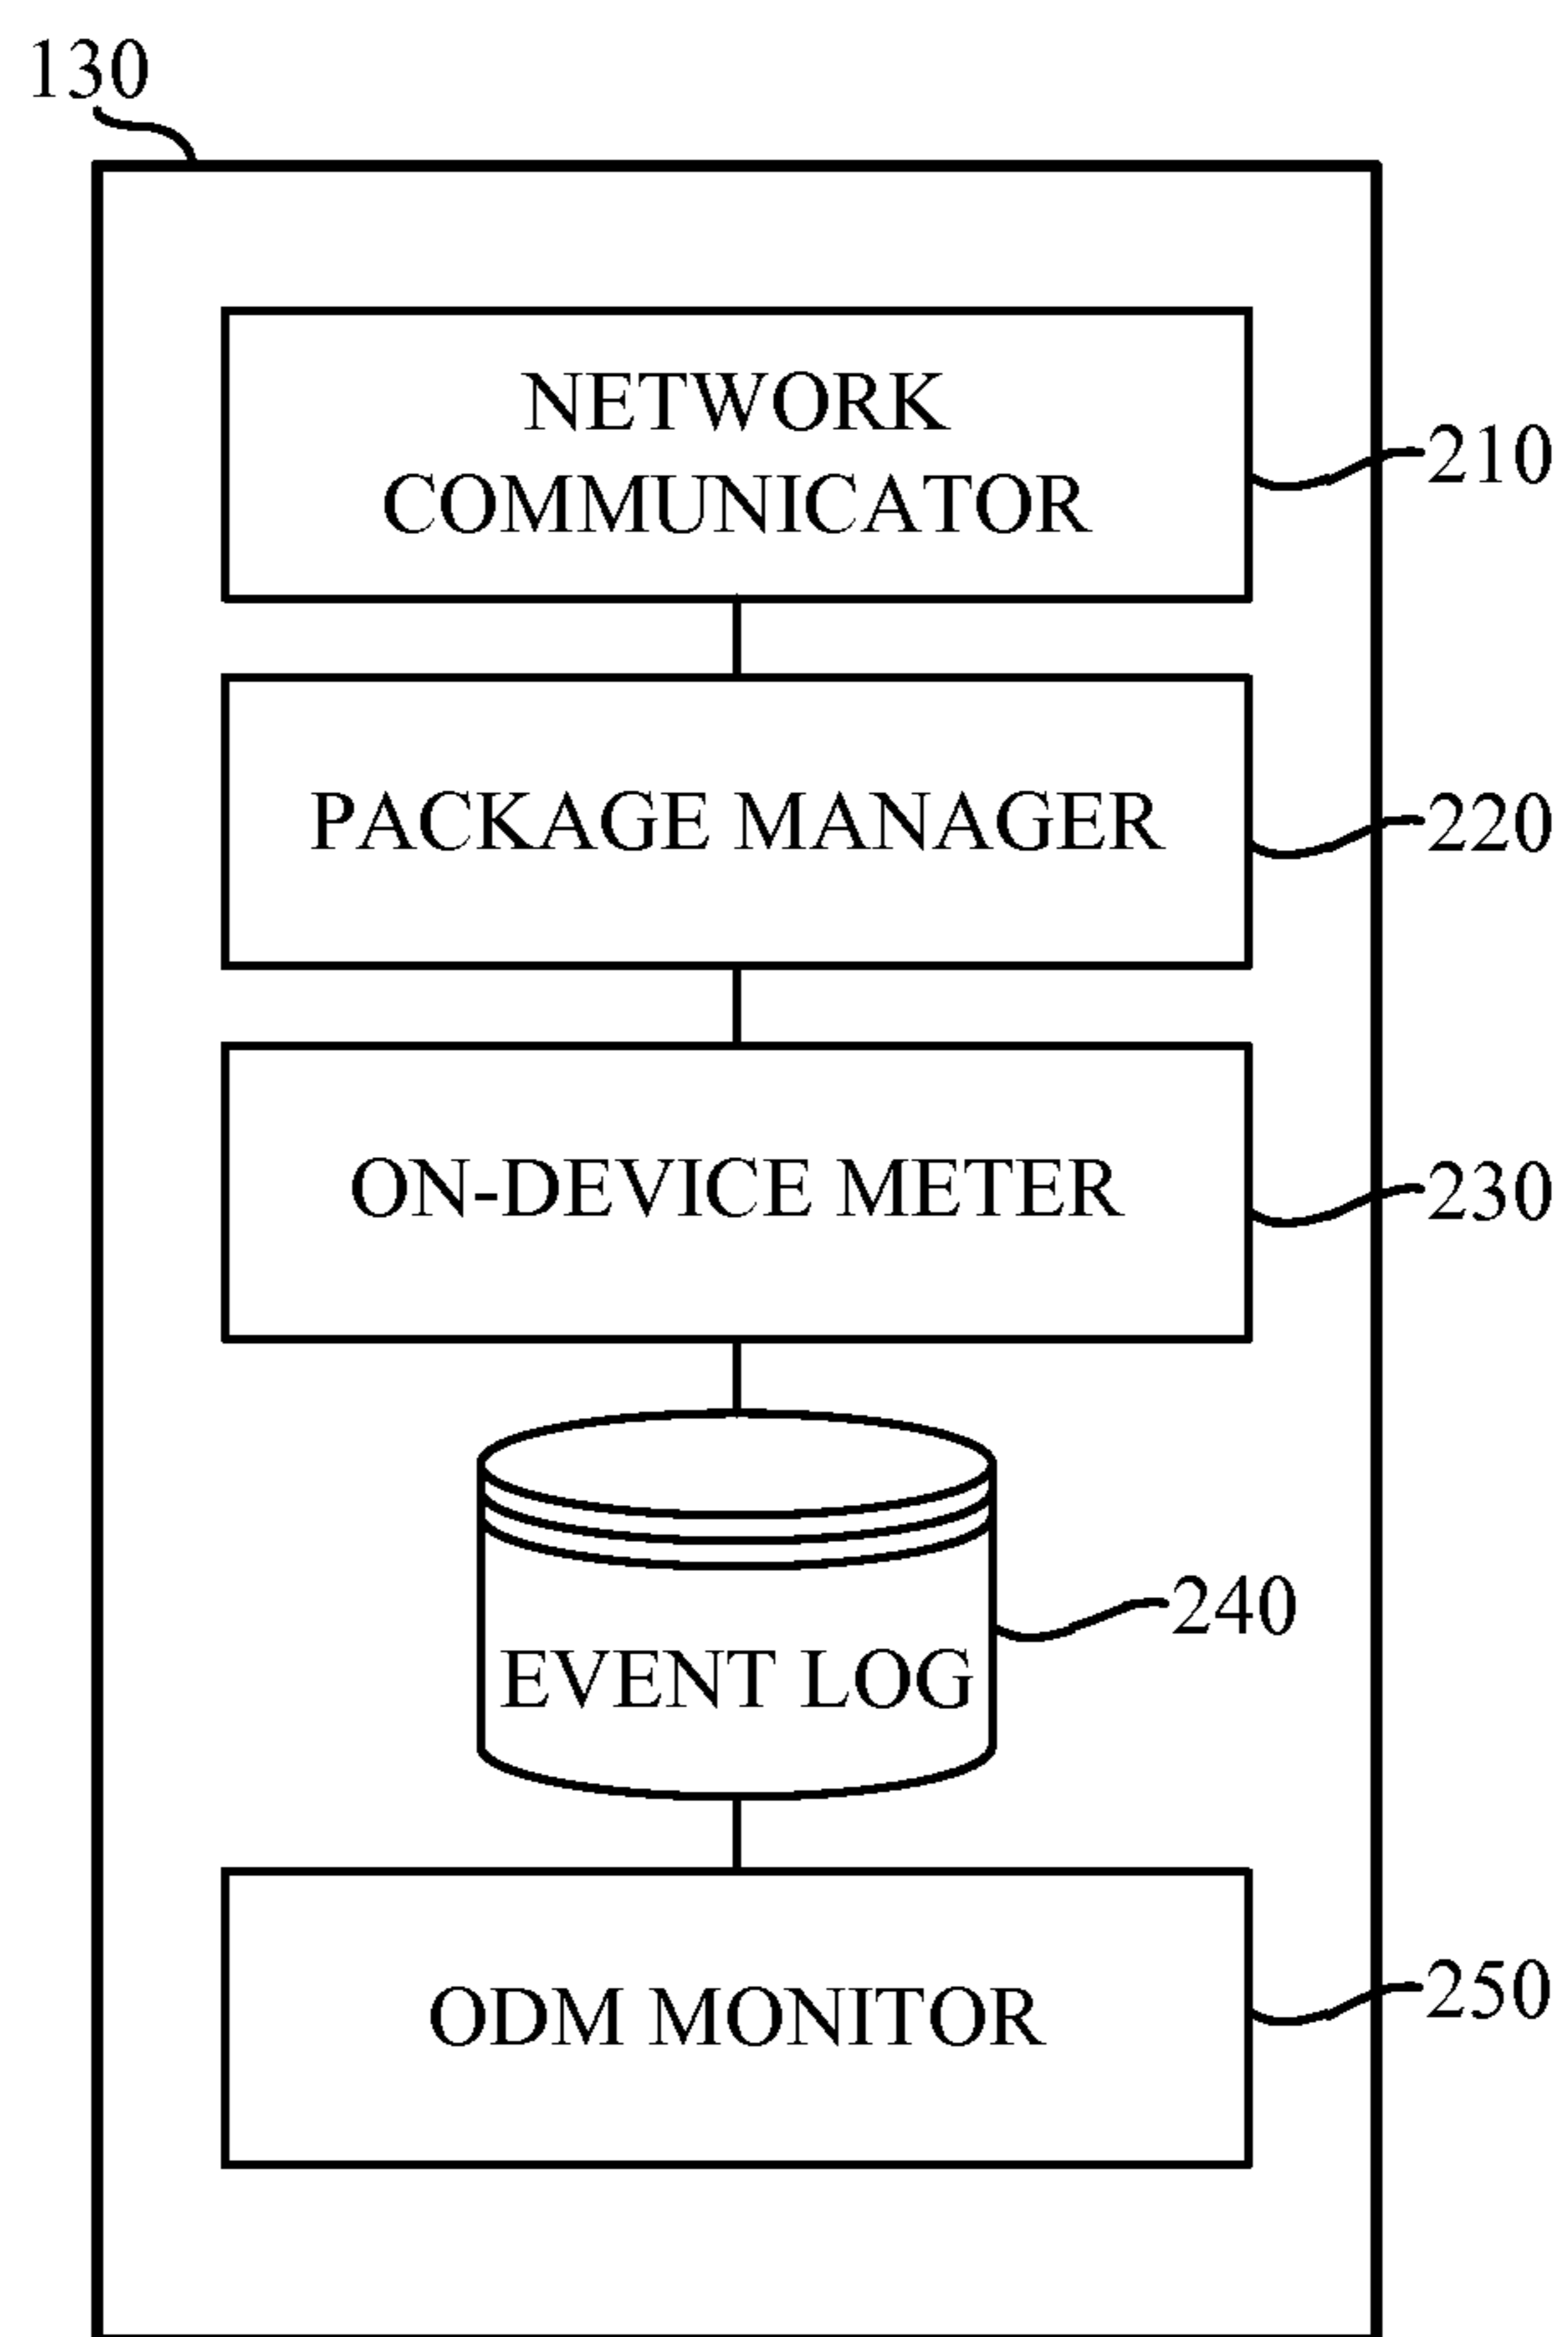 130
NETWORK
COMMUNICATOR
210
PACKAGE MANAGER
220
ON-DEVICE METER
230
240
EVENT LOG
ODM MONITOR
250